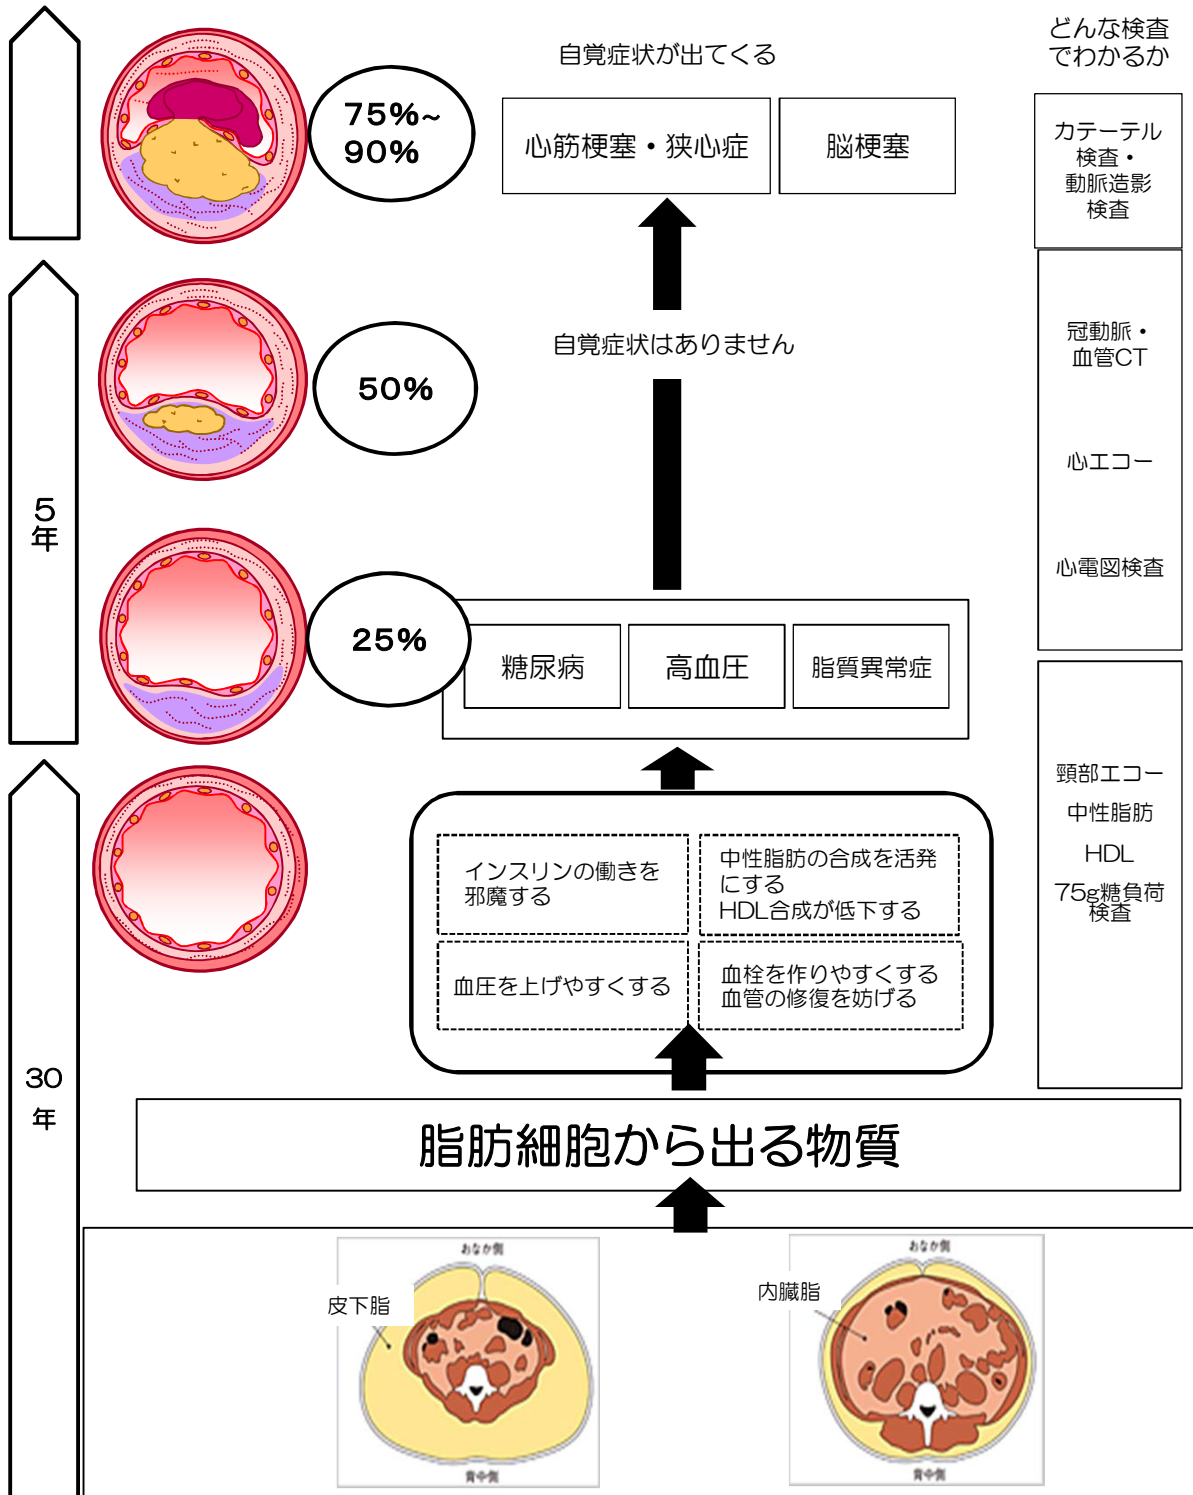 どんな検査
でわかるか
自覚症状が出てくる
75%~
90%
心筋梗塞・狭心症
脳梗塞
カテーテル
検査・
動脈造影
検査
自覚症状はありません
50%
冠動脈・
血管CT
心エコー
心電図検査
5
年
25%
糖尿病
高血圧
脂質異常症
頸部エコー
中性脂肪
HDL
75g糖負荷
検査
インスリンの働きを
邪魔する
中性脂肪の合成を活発
にする
HDL合成が低下する
血圧を上げやすくする
血栓を作りやすくする
血管の修復を妨げる
30
年
脂肪細胞から出る物質
おなか側
皮下脂
背中側
おなか側
内臓脂
背中側